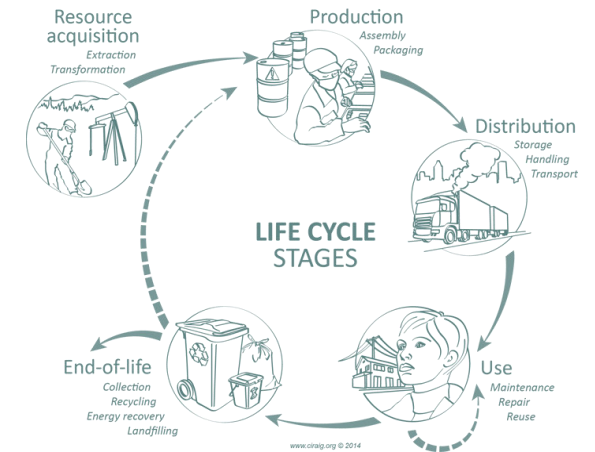 Resource
acquisition
Extraction
Transformation
Production
Assembly
Packaging
Distribution
Storage
Handling
Transport
LIFE CYCLE
STAGES
Use
Maintenance
Repair
Reuse
End-of-life
Collection
Recycling
Energy recovery
Landfilling
www.ciraig.org © 2014